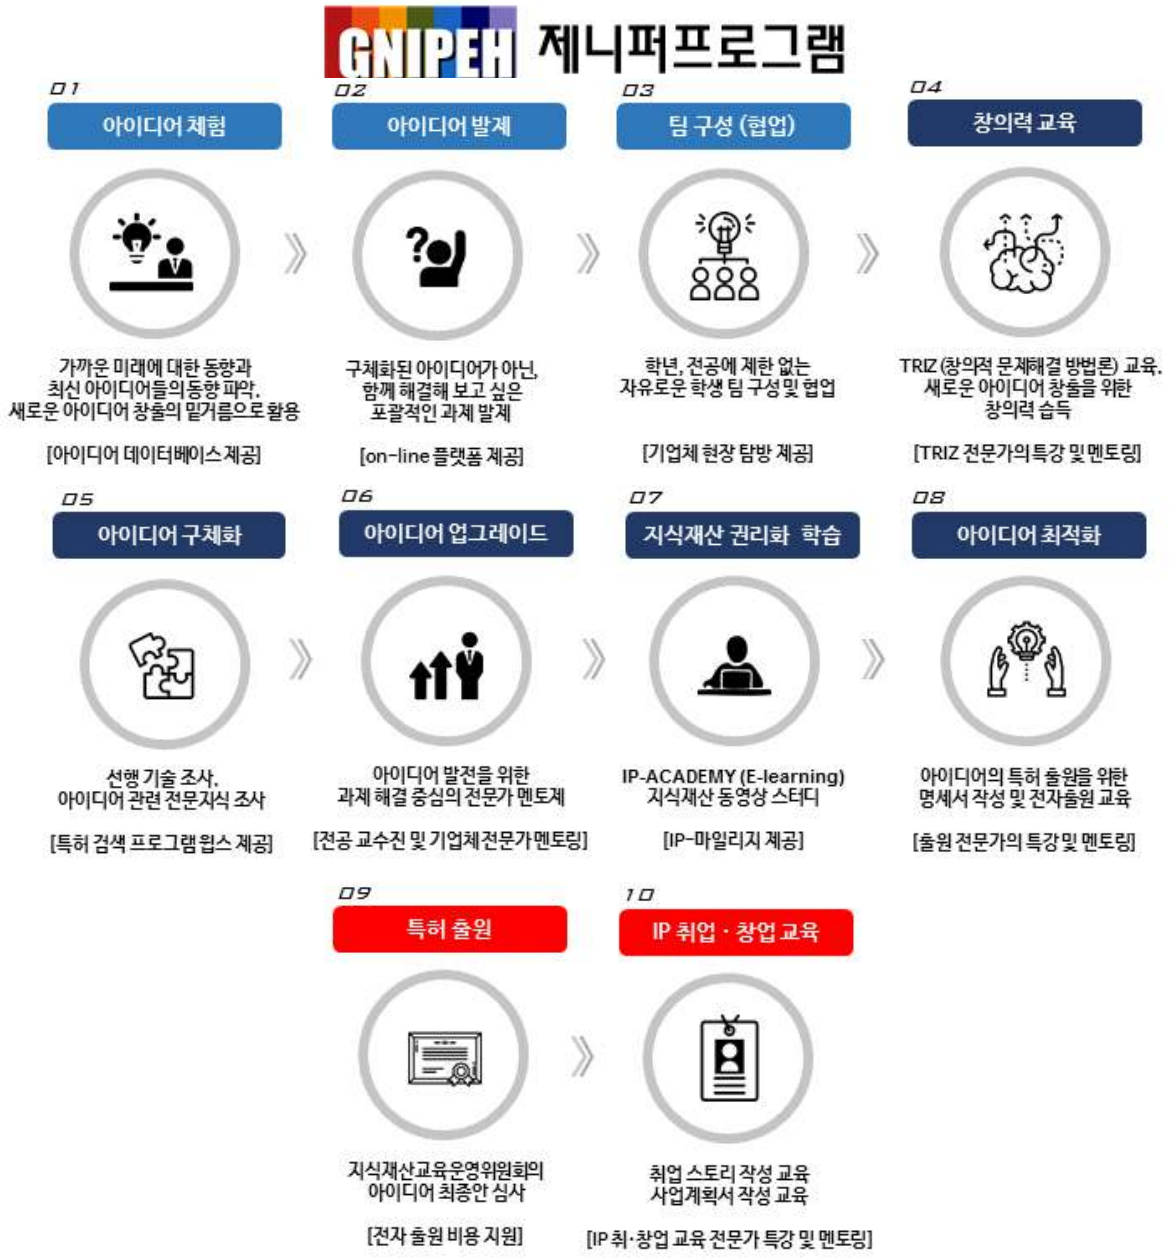 GNIPEH 제니퍼프로그램
01
아이디어 체험
가까운 미래에 대한 동향과
최신 아이디어들의 동향 파악,
새로운 아이디어 창출의 밑거름으로 활용
[아이디어 데이터베이스 제공]
02
아이디어 발제
?
구체화된 아이디어가 아닌,
함께 해결해 보고 싶은
포괄적인 과제 발제
[on-line 플랫폼 제공]
03
팀 구성 (협업)
학년, 전공에 제한 없는
자유로운 학생 팀 구성 및 협업
[기업체 현장 탐방 제공]
04
창의력 교육
TRIZ (창의적 문제해결 방법론) 교육,
새로운 아이디어 창출을 위한
창의력 습득
[TRIZ 전문가의 특강 및 멘토링]
05
아이디어 구체화
선행 기술 조사,
아이디어 관련 전문지식 조사
[특허 검색 프로그램 윕스 제공]
06
아이디어 업그레이드
아이디어 발전을 위한
과제 해결 중심의 전문가 멘토제
[전공 교수진 및 기업체 전문가 멘토링]
07
지식재산 권리화 학습
IP-ACADEMY (E-learning)
지식재산 동영상 스터디
[IP-마일리지 제공]
08
아이디어 최적화
아이디어의 특허 출원을 위한
명세서 작성 및 전자출원 교육
[출원 전문가의 특강 및 멘토링]
09
특허 출원
지식재산교육운영위원회의
아이디어 최종안 심사
[전자 출원 비용 지원]
10
IP 취업 · 창업 교육
취업 스토리 작성 교육
사업계획서 작성 교육
[IP 취·창업 교육 전문가 특강 및 멘토링]